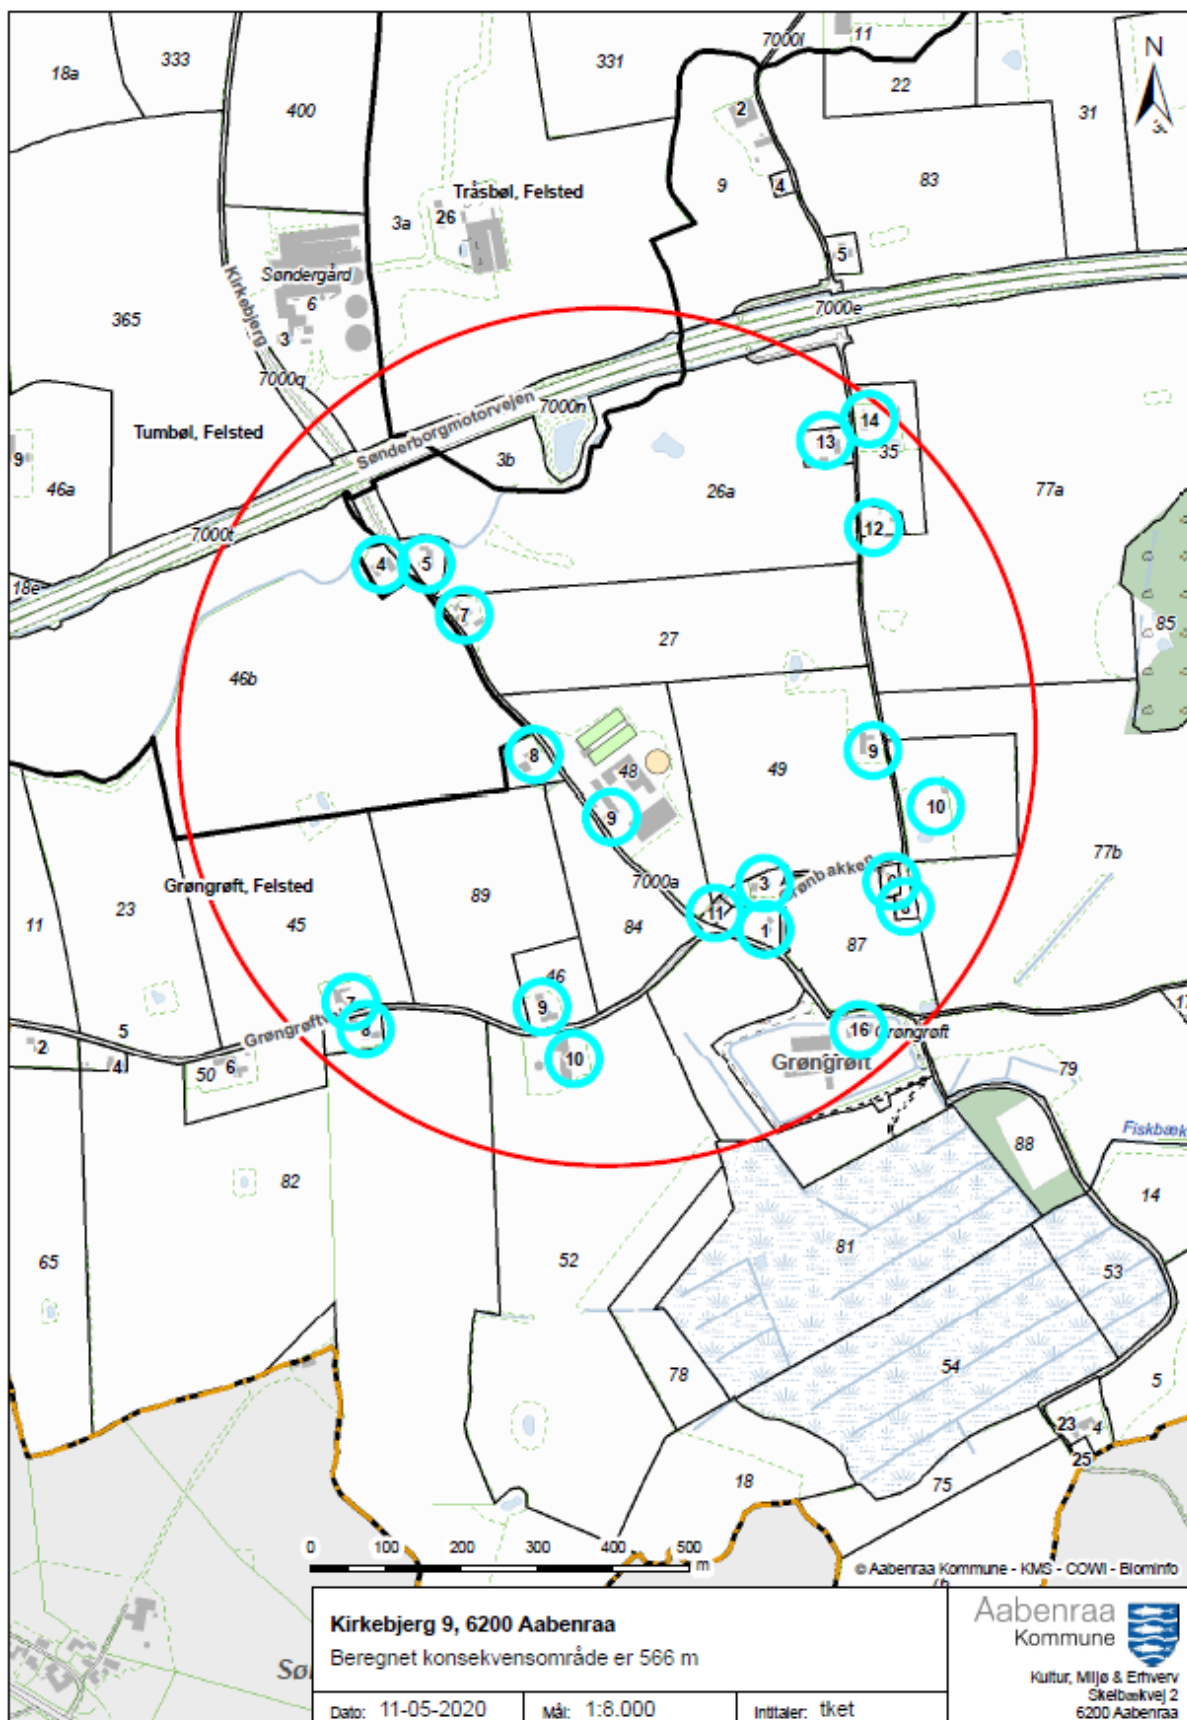 333
18a
331
7000l
11
22
N
31
400
2
9
4
83
Tråsbøl, Felsted
3a
26
5
Søndergård
6
3
Kirkebjerg
365
7000e
7000q
7000n
Sønderborgmotorvejen
Tumbøl, Felsted
9
46a
3b
14
13
35
26a
77a
12
7000t
18e
4
5
7
27
85
46b
8
48
49
9
9
10
77b
7000a
Grøngrøft, Felsted
89
3
11
1
84
87
11
23
45
46
7
9
8
10
16
Grøngrøft
Grøngrøft
17
5
2
4
50
6
79
88
Fiskbæk
14
82
81
65
52
53
54
78
5
23
4
25
18
75
0 100 200 300 400 500
m
© Aabenraa Kommune - KMS - COWI - Blominfo
Kirkebjerg 9, 6200 Aabenraa
Beregnet konsekvensområde er 566 m
Dato: 11-05-2020
Mål: 1:8.000
Initialer: tket
Aabenraa
Kommune
Kultur, Miljø & Erhverv
Skelbækvej 2
6200 Aabenraa